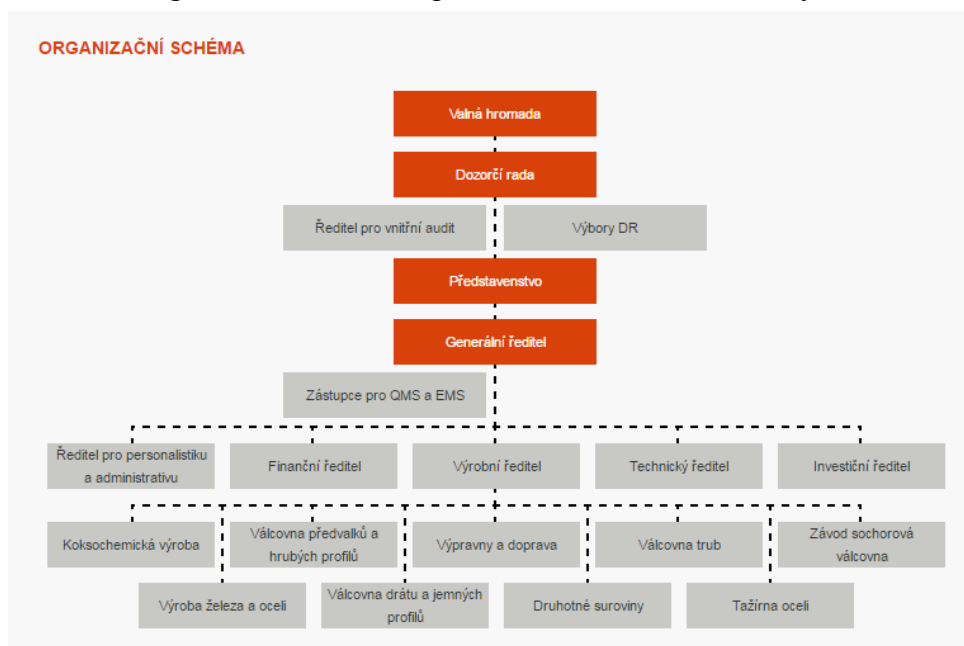 ORGANIZAČNÍ SCHÉMA
Valná hromada
Dozorčí rada
Ředitel pro vnitřní audit
Výbory DR
Představenstvo
Generální ředitel
Zástupce pro QMS a EMS
Ředitel pro personalistiku
a administrativu
Finanční ředitel
Výrobní ředitel
Technický ředitel
Investiční ředitel
Koksochemická výroba
Válcovna předvalků a
hrubých profilů
Výpravny a doprava
Válcovna trub
Závod sochorová
válcovna
Výroba železa a oceli
Válcovna drátu a jemných
profilů
Druhotné suroviny
Tažírna oceli